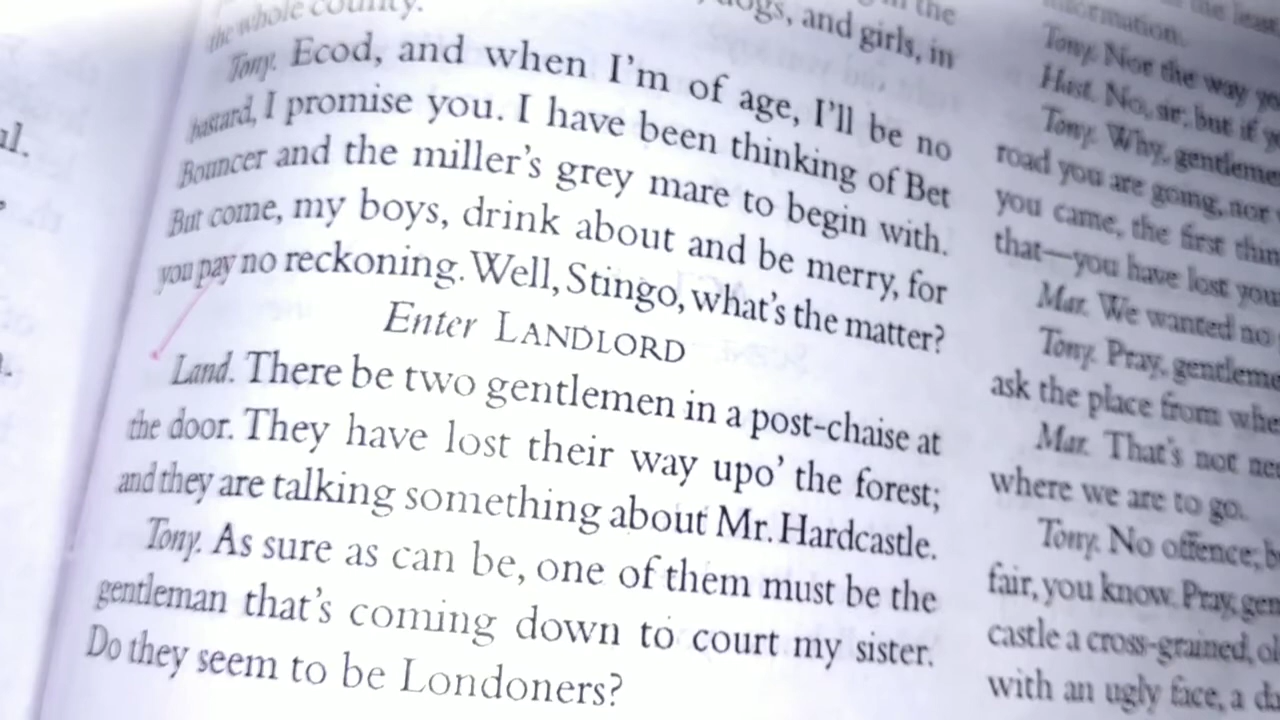 al.
the whole county.
dogs, and girls, in
the
Tony. Ecod, and when I'm of age, I'll be no
bastard, I promise you. I have been thinking of Bet
Bouncer and the miller's grey mare to begin with.
But come, my boys, drink about and be merry, for
you pay no reckoning. Well, Stingo, what's the matter?
Enter LANDLORD
Land. There be two gentlemen in a post-chaise at
the door. They have lost their way upo' the forest;
and they are talking something about Mr. Hardcastle.
Tony. As sure as can be, one of them must be the
gentleman that's coming down to court my sister.
Do they seem to be Londoners?
the least
information.
Tony. Nor the way
Hast. No, sir; but if
Tony. Why, gentleme
road you are going, nor
you came, the first thin
that—you have lost you
Mar. We wanted no
Tony. Pray, gentleme
ask the place from whe
Mar. That's not ne
where we are to go.
Tony. No offence; b
fair, you know. Pray, gen
castle a cross-grained, ol
with an ugly face, a da